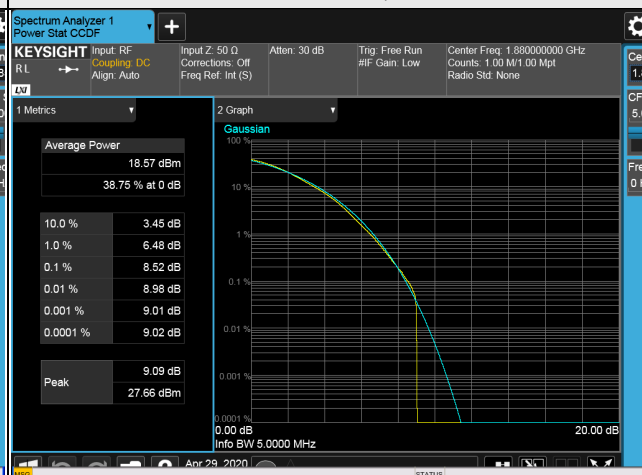 Spectrum Analyzer 1
Power Stat CCDF
KEYSIGHT
R L
LXI
Input: RF
Coupling: DC
Align: Auto
Input Z: 50 Ω
Corrections: Off
Freq Ref: Int (S)
Atten: 30 dB
Trig: Free Run
#IF Gain: Low
Center Freq: 1.880000000 GHz
Counts: 1.00 M/1.00 Mpt
Radio Std: None
1 Metrics
Average Power
18.57 dBm
38.75 % at 0 dB
10.0 % 3.45 dB
1.0 % 6.48 dB
0.1 % 8.52 dB
0.01 % 8.98 dB
0.001 % 9.01 dB
0.0001 % 9.02 dB
Peak
9.09 dB
27.66 dBm
2 Graph
Gaussian
100 %
10 %
1 %
0.1 %
0.01 %
0.001 %
0.0001 %
0.00 dB
20.00 dB
Info BW 5.0000 MHz
Apr 29, 2020
MSG
STATUS